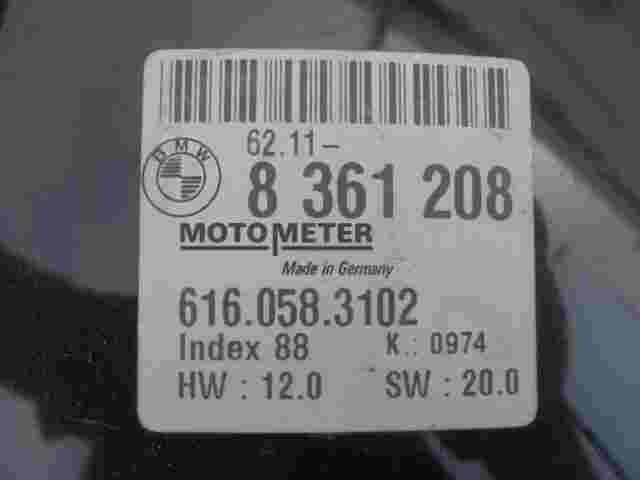 62.11-
BMW
8 361 208
MOTOMETER
Made in Germany
616.058.3102
Index 88 K.: 0974
HW : 12.0 SW : 20.0